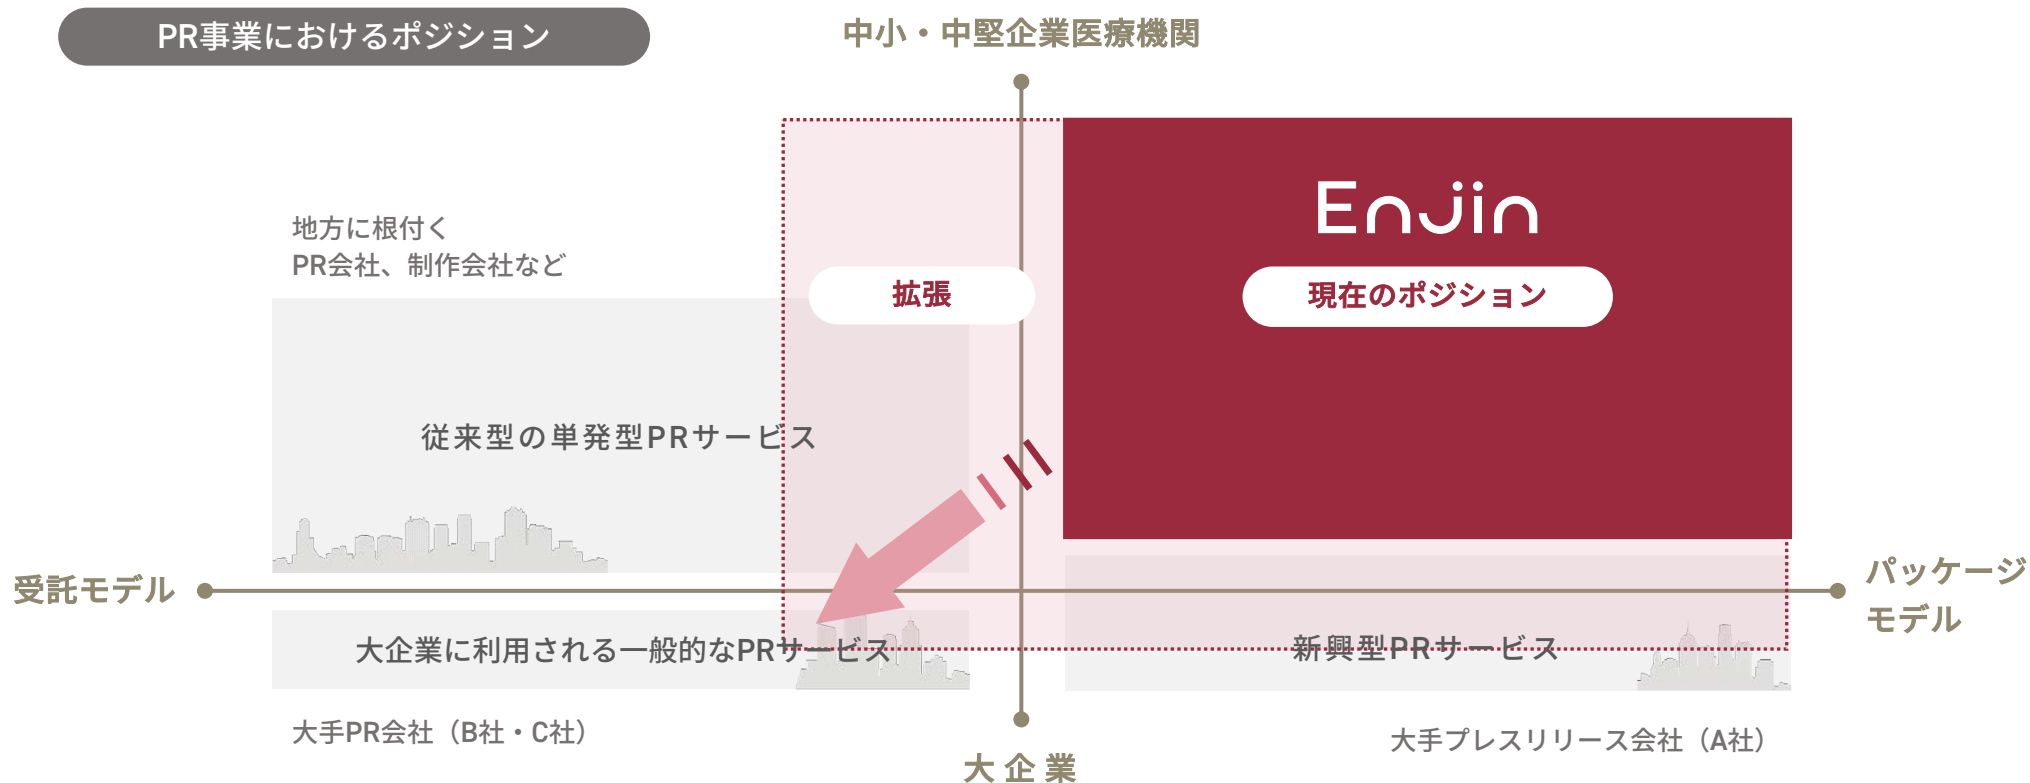 PR事業におけるポジション
中小・中堅企業医療機関
Enjin
地方に根付く
PR会社、制作会社など
拡張
現在のポジション
従来型の単発型PRサービス
受託モデル
パッケージ
モデル
大企業に利用される一般的なPRサービス
新興型PRサービス
大手PR会社（B社・C社）
大手プレスリリース会社（A社）
大企業